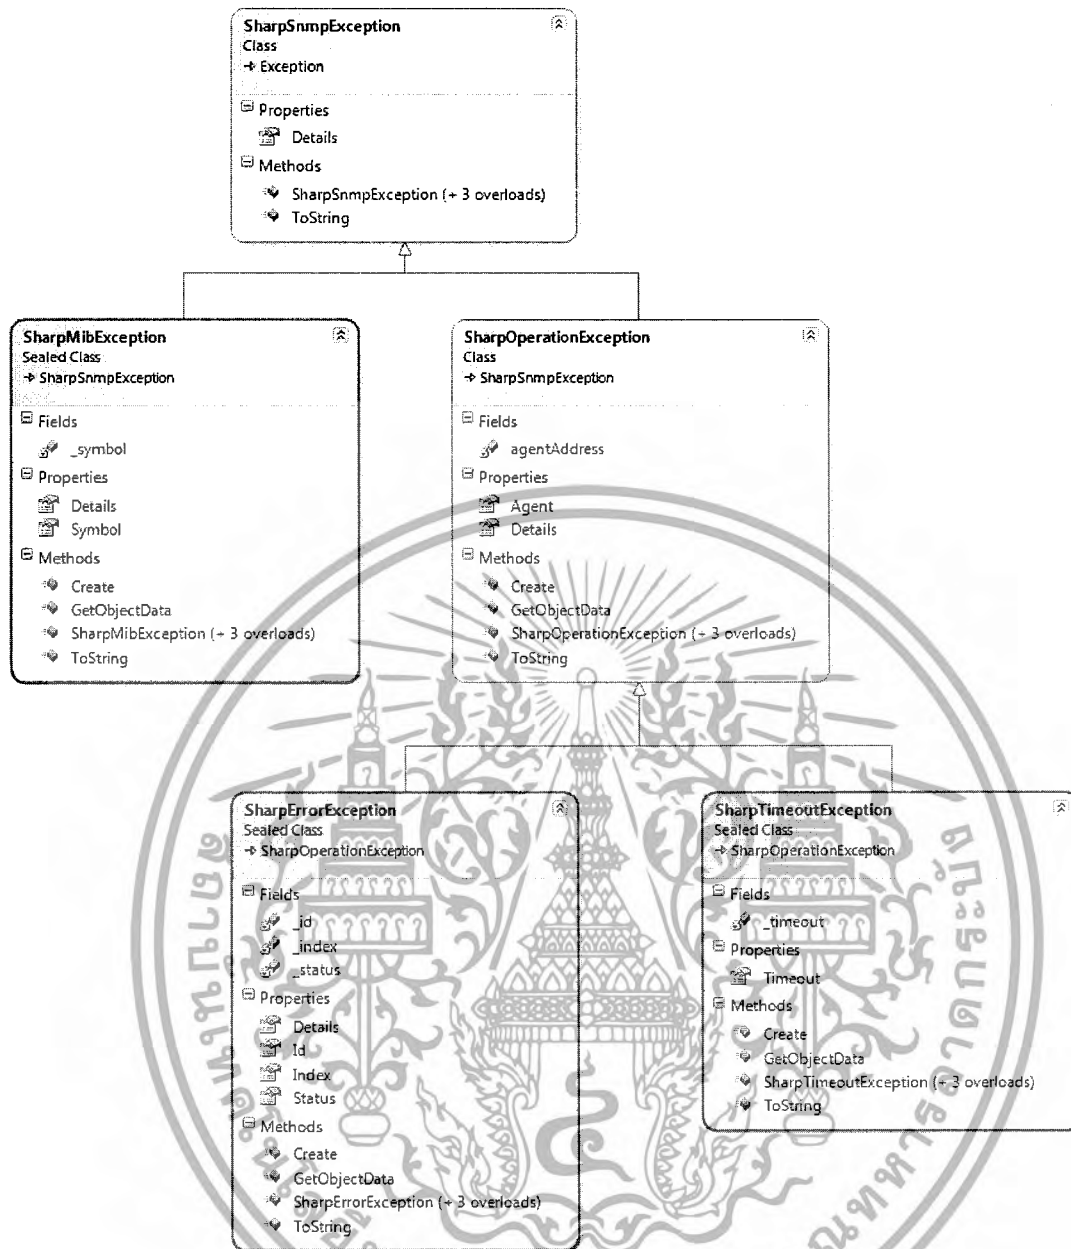 SharpSnmpException
Class
Exception
Properties
Details
Methods
SharpSnmpException (+ 3 overloads)
ToString
SharpMibException
Sealed Class
SharpSnmpException
Fields
_symbol
Properties
Details
Symbol
Methods
Create
GetObjectData
SharpMibException (+ 3 overloads)
ToString
SharpOperationException
Class
SharpSnmpException
Fields
agentAddress
Properties
Agent
Details
Methods
Create
GetObjectData
SharpOperationException (+ 3 overloads)
ToString
SharpErrorException
Sealed Class
SharpOperationException
Fields
_id
_index
_status
Properties
Details
Id
Index
Status
Methods
Create
GetObjectData
SharpErrorException (+ 3 overloads)
ToString
SharpTimeoutException
Sealed Class
SharpOperationException
Fields
_timeout
Properties
Timeout
Methods
Create
GetObjectData
SharpTimeoutException (+ 3 overloads)
ToString